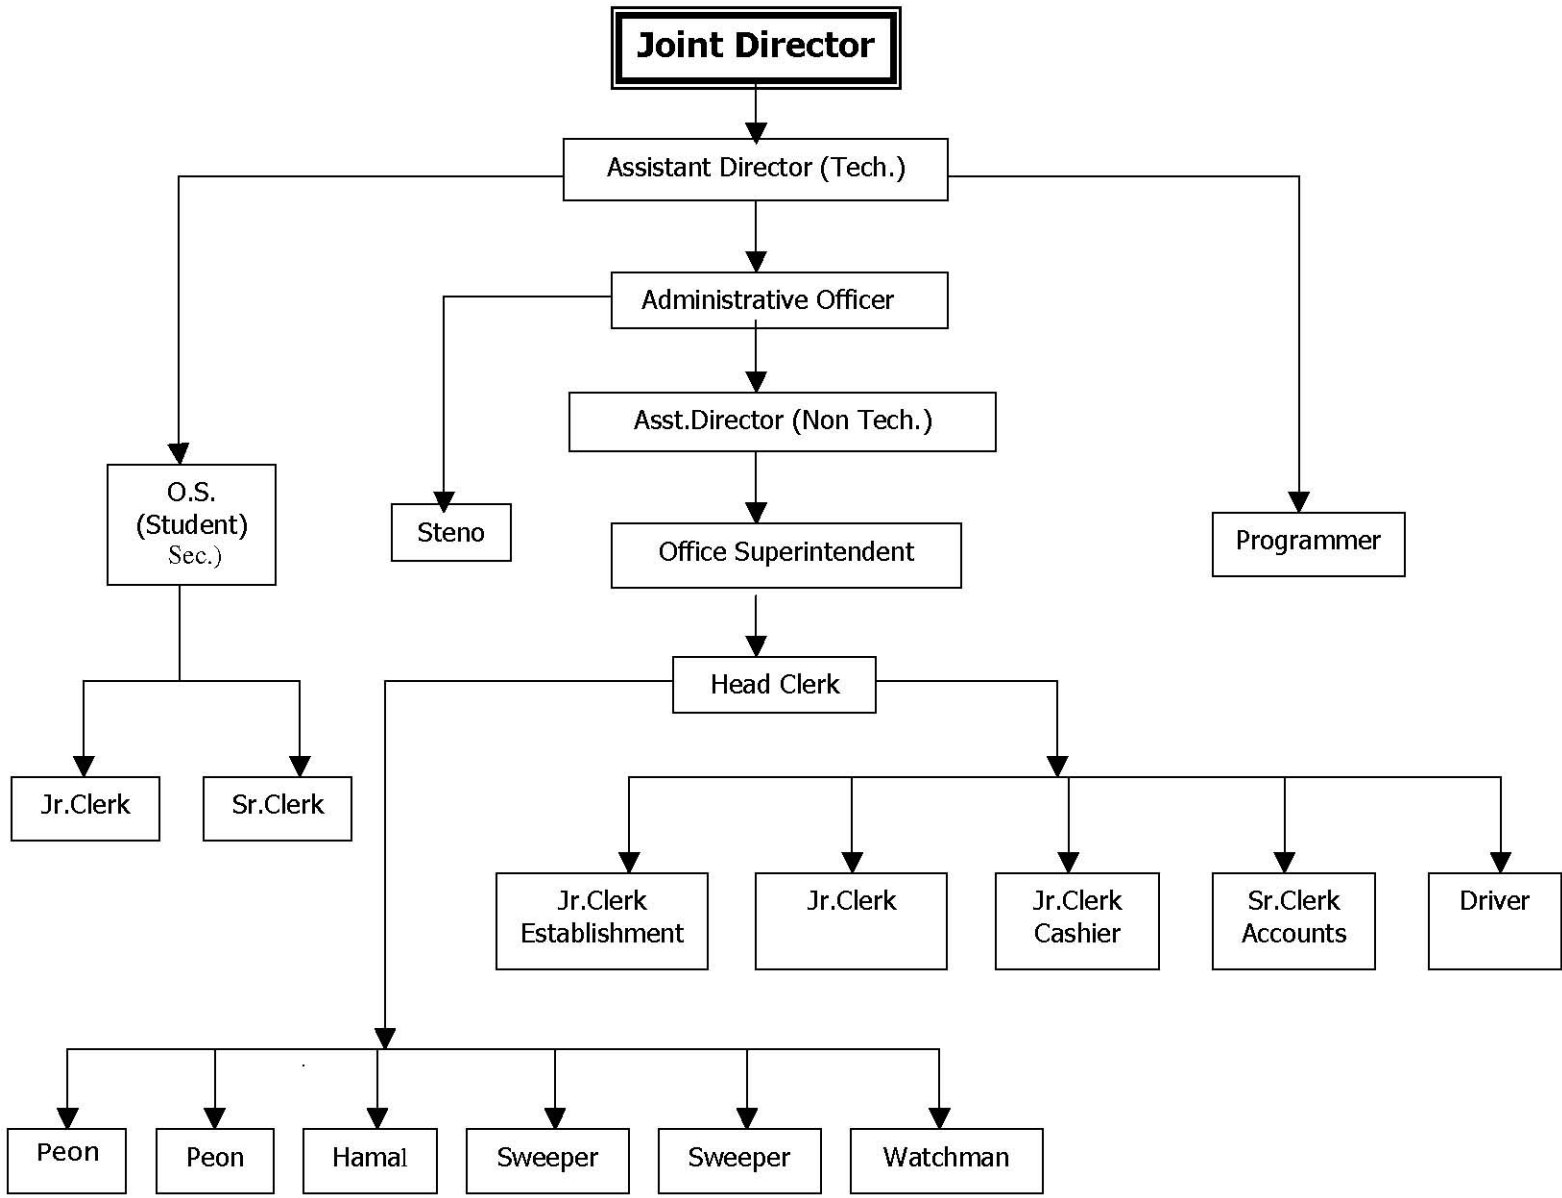 Joint Director
Assistant Director (Tech.)
Administrative Officer
Asst.Director (Non Tech.)
O.S.
(Student)
Sec.)
Steno
Office Superintendent
Programmer
Head Clerk
Jr.Clerk
Sr.Clerk
Jr.Clerk
Establishment
Jr.Clerk
Jr.Clerk
Cashier
Sr.Clerk
Accounts
Driver
Peon
Peon
Hamal
Sweeper
Sweeper
Watchman